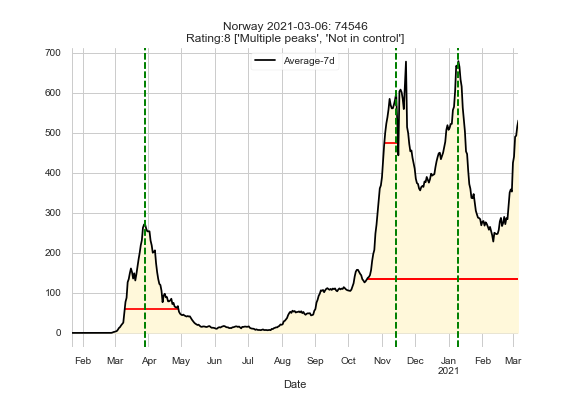 Norway 2021-03-06: 74546
Rating:8 ['Multiple peaks', 'Not in control']
Average-7d
700
600
500
400
300
200
100
0
Feb Mar Apr May Jun Jul Aug Sep Oct Nov Dec Jan Feb Mar
2021
Date